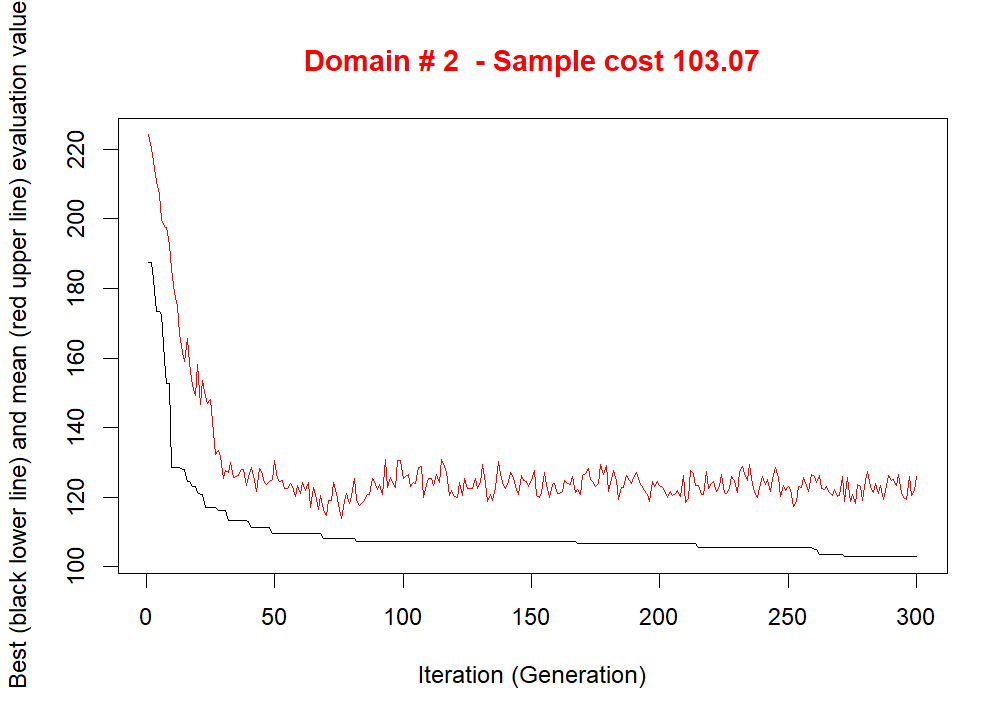 Domain # 2  - Sample cost 103.07
Best (black lower line) and mean (red upper line) evaluation value
220
200
180
160
140
120
100
0 50 100 150 200 250 300
Iteration (Generation)